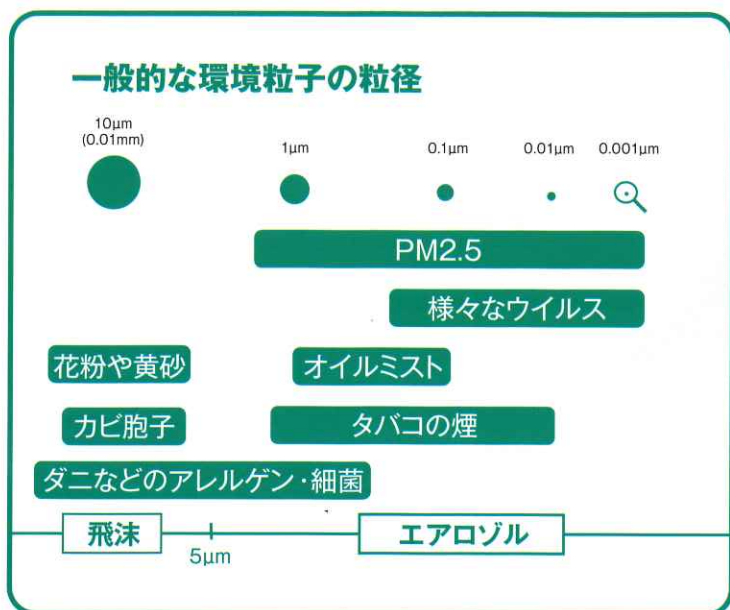 一般的な環境粒子の粒径
10μm
(0.01mm)
1μm
0.1μm
0.01μm
0.001μm
PM2.5
様々なウイルス
花粉や黄砂
オイルミスト
カビ胞子
タバコの煙
ダニなどのアレルゲン・細菌
飛沫
5μm
エアロゾル